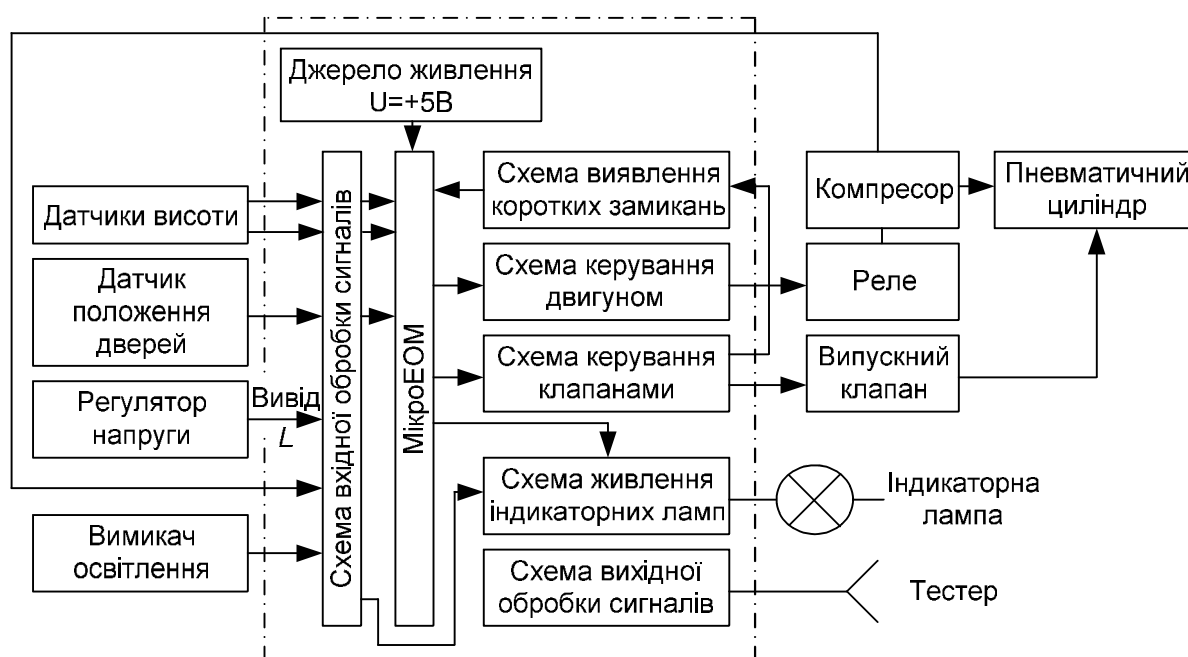 Джерело живлення
U=+5В
Датчики висоти
Датчик
положення
дверей
Регулятор
напруги
Вивід
L
Вимикач
освітлення
Схема вхідної обробки сигналів
МікроЕОМ
Схема виявлення
коротких замикань
Схема керування
двигуном
Схема керування
клапанами
Схема живлення
індикаторних ламп
Схема вихідної
обробки сигналів
Компресор
Реле
Випускний
клапан
Пневматичний
циліндр
Індикаторна
лампа
Тестер